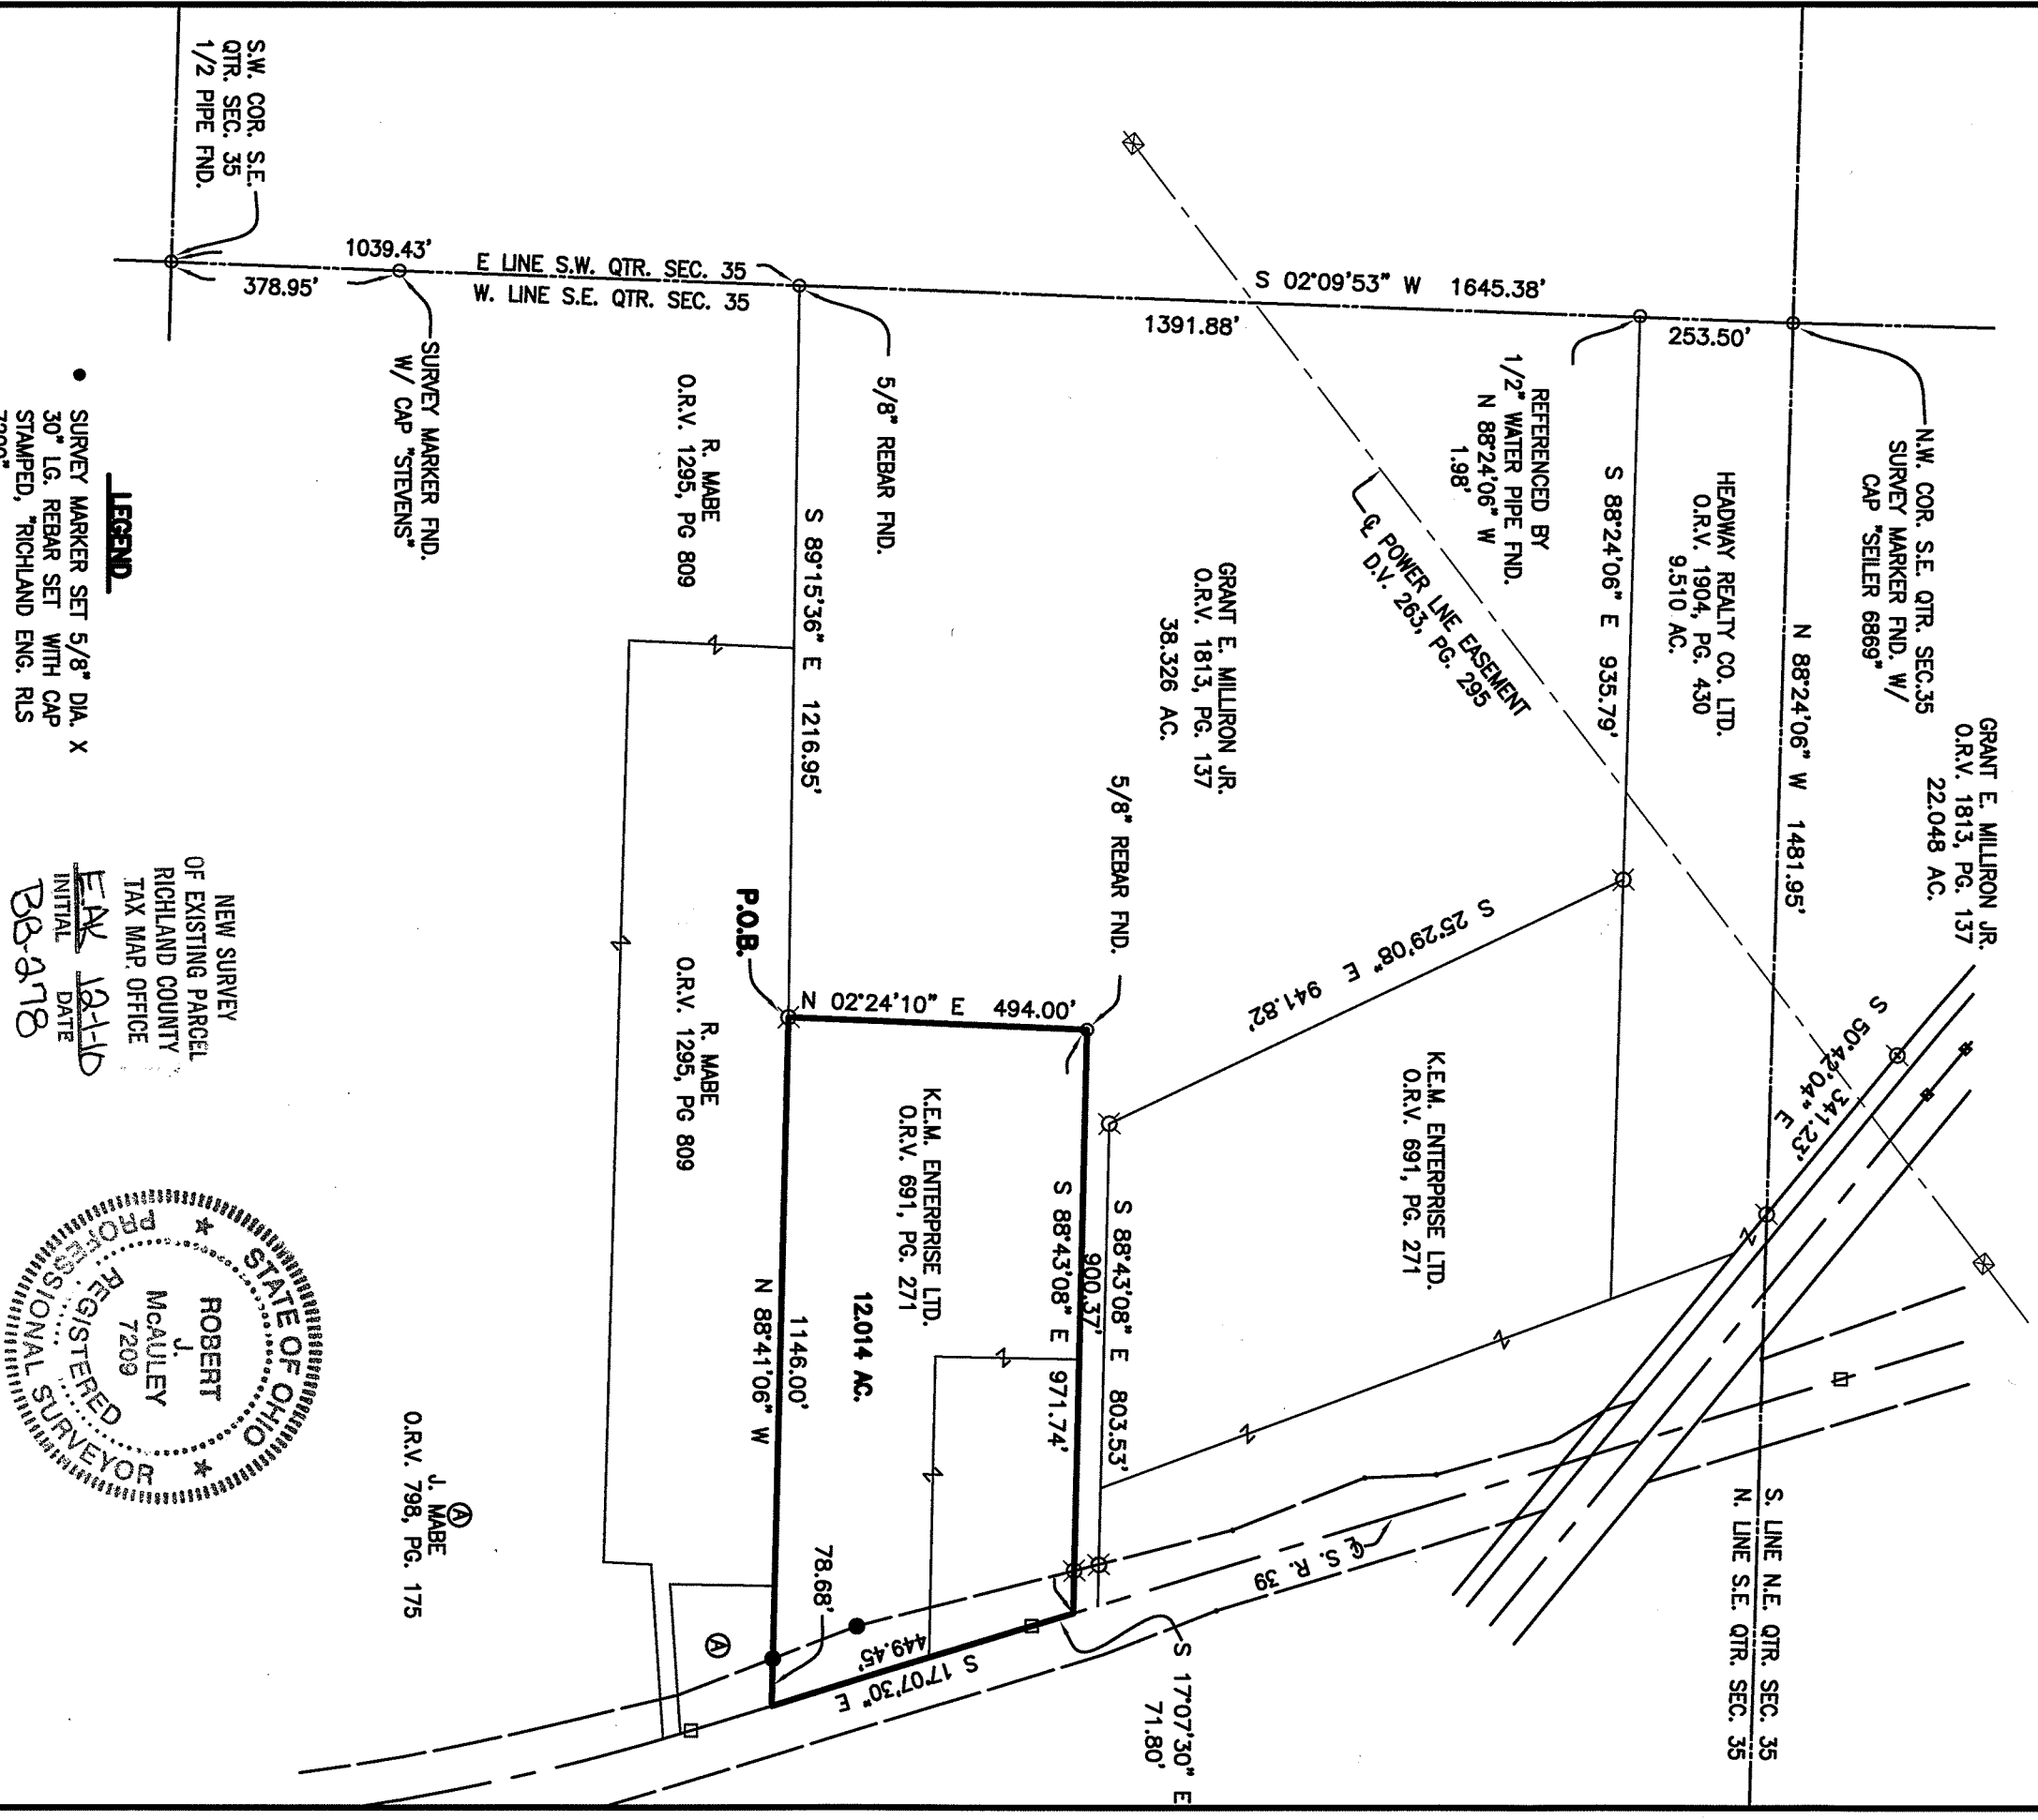 S.W. COR. S.E.
QTR. SEC. 35
1/2 PIPE FND.
1039.43'
378.95'
E LINE S.W. QTR. SEC. 35
W. LINE S.E. QTR. SEC. 35
S 02°09'53" W 1645.38'
1391.88'
253.50'
N.W. COR. S.E. QTR. SEC.35
SURVEY MARKER FND. W/
CAP "SEILER 6869"
GRANT E. MILLIRON JR.
O.R.V. 1813, PG. 137
22.048 AC.
N 88°24'06" W 1481.95'
HEADWAY REALTY CO. LTD.
O.R.V. 1904, PG. 430
9.510 AC.
S 88°24'06" E 935.79'
REFERENCED BY
1/2" WATER PIPE FND.
N 88°24'06" W
1.98'
℄ POWER LNE EASEMENT
D.V. 263, PG. 295
GRANT E. MILLIRON JR.
O.R.V. 1813, PG. 137
38.326 AC.
5/8" REBAR FND.
SURVEY MARKER FND.
W/ CAP "STEVENS"
R. MABE
O.R.V. 1295, PG 809
S 89°15'36" E 1216.95'
5/8" REBAR FND.
P.O.B.
N 02°24'10" E 494.00'
S 25°29'08" E 941.82'
S 50°42'04" E
341.23'
K.E.M. ENTERPRISE LTD.
O.R.V. 691, PG. 271
S 88°43'08" E 803.53'
900.37'
S 88°43'08" E 971.74'
K.E.M. ENTERPRISE LTD.
O.R.V. 691, PG. 271
12.014 AC.
1146.00'
N 88°41'06" W
R. MABE
O.R.V. 1295, PG 809
78.68'
449.45'
S 17°07'30" E
S 17°07'30" E
71.80'
℄ S. R. 39
S. LINE N.E. QTR. SEC. 35
N. LINE S.E. QTR. SEC. 35
A
A
J. MABE
O.R.V. 798, PG. 175
LEGEND
SURVEY MARKER SET 5/8" DIA. X
30" LG. REBAR SET WITH CAP
STAMPED, "RICHLAND ENG. RLS
7209"
NEW SURVEY
OF EXISTING PARCEL
RICHLAND COUNTY
TAX MAP OFFICE
EAK 12-1-10
INITIAL DATE
BB-278
STATE OF OHIO
ROBERT
J.
McAULEY
7209
REGISTERED
PROFESSIONAL SURVEYOR